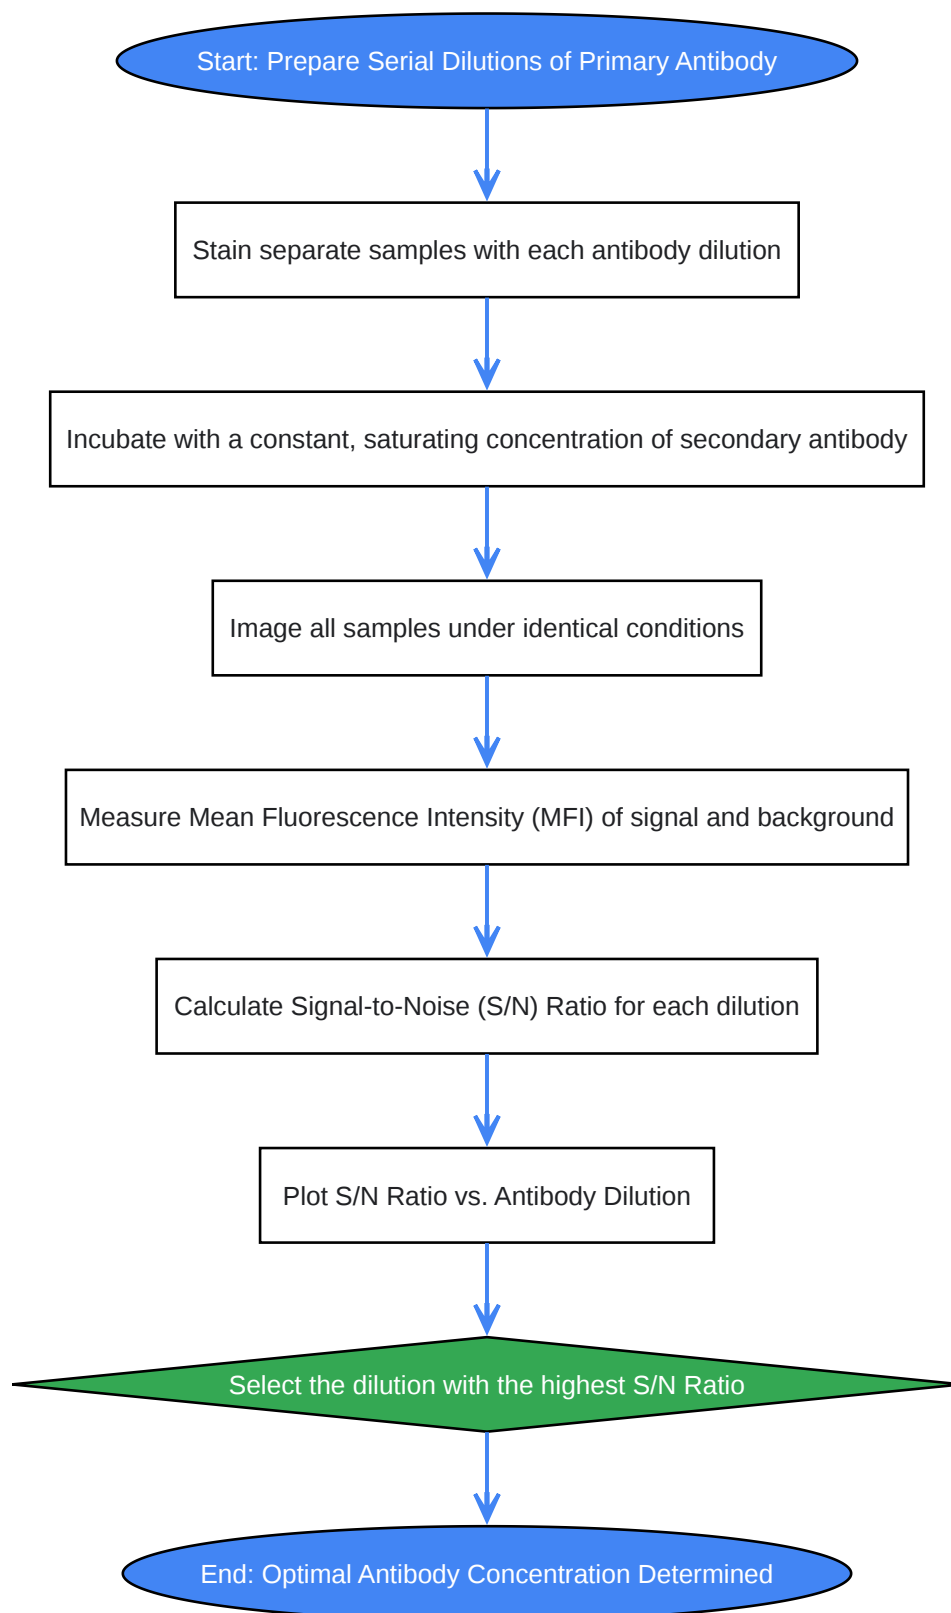 Start: Prepare Serial Dilutions of Primary Antibody
Stain separate samples with each antibody dilution
Incubate with a constant, saturating concentration of secondary antibody
Image all samples under identical conditions
Measure Mean Fluorescence Intensity (MFI) of signal and background
Calculate Signal-to-Noise (S/N) Ratio for each dilution
Plot S/N Ratio vs. Antibody Dilution
Select the dilution with the highest S/N Ratio
End: Optimal Antibody Concentration Determined